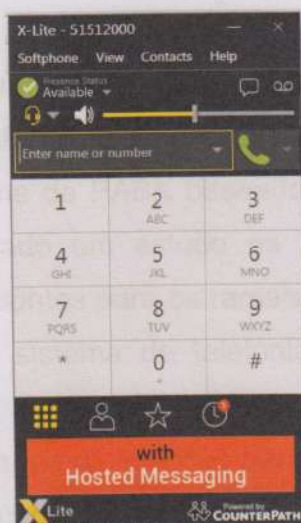 X-Lite - 51512000
Softphone View Contacts Help
Presence Status
Available
Enter name or number
1 2 3
ABC DEF
4 5 6
GHI JKL MNO
7 8 9
PQRS TUV WXYZ
* 0 #
+
with
Hosted Messaging
X Lite Powered by
COUNTERPATH